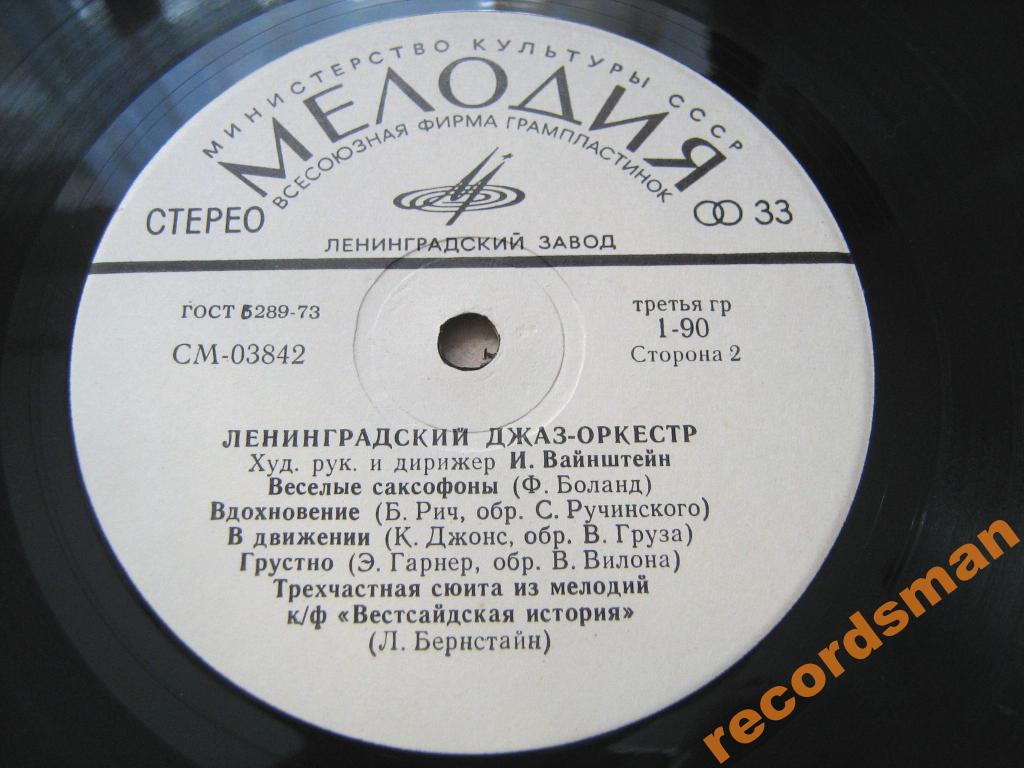 МИНИСТЕРСТВО КУЛЬТУРЫ СССР
МЕЛОДИЯ
ВСЕСОЮЗНАЯ ФИРМА ГРАМПЛАСТИНОК
СТЕРЕО
33
ЛЕНИНГРАДСКИЙ ЗАВОД
ГОСТ 5289-73
третья гр
1-90
СМ-03842
Сторона 2
ЛЕНИНГРАДСКИЙ ДЖАЗ-ОРКЕСТР
Худ. рук. и дирижер И. Вайнштейн
Веселые саксофоны (Ф. Боланд)
Вдохновение (Б. Рич, обр. С. Ручинского)
В движении (К. Джонс, обр. В. Груза)
Грустно (Э. Гарнер, обр. В. Вилона)
Трехчастная сюита из мелодий
к/ф «Вестсайдская история»
(Л. Бернстайн)
recordsman